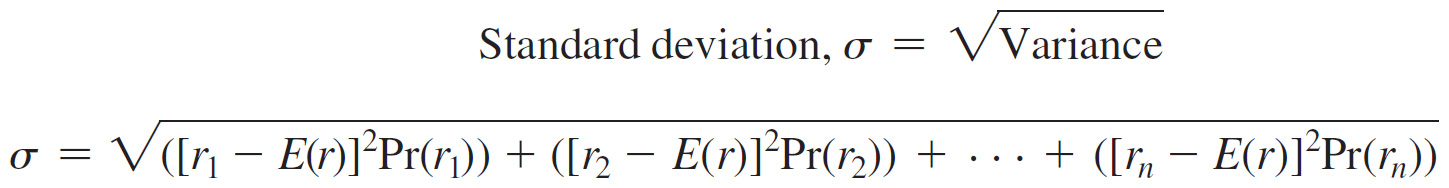 Standard deviation, σ = √Variance
σ = √([r₁ − E(r)]²Pr(r₁)) + ([r₂ − E(r)]²Pr(r₂)) + · · · + ([rₙ − E(r)]²Pr(rₙ))